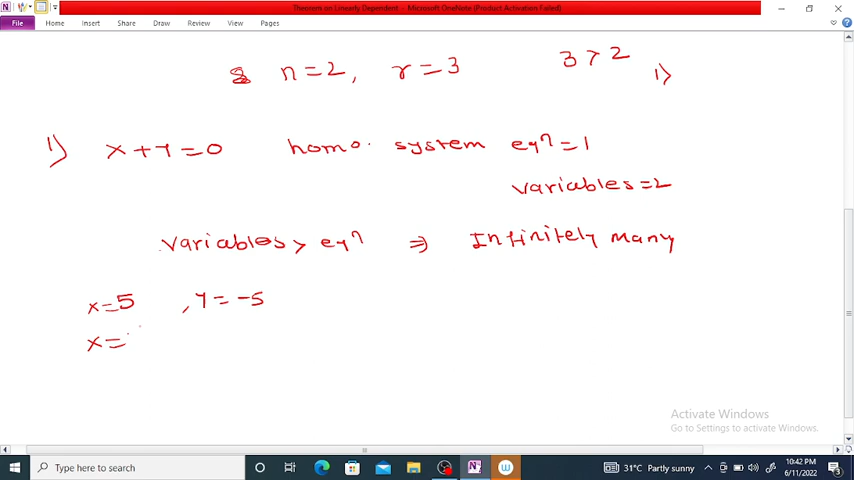 Theorem on Linearly Dependent - Microsoft OneNote (Product Activation Failed)
File Home Insert Share Draw Review View Pages
n=2, r=3 3>2 1)
1) x+y=0 homo. system eqn=1
variables=2
variables > eqn ⇒ Infinitely many
x=5 , y=-5
x=
Activate Windows
Go to Settings to activate Windows.
Type here to search 31°C Partly sunny 10:42 PM
6/11/2022